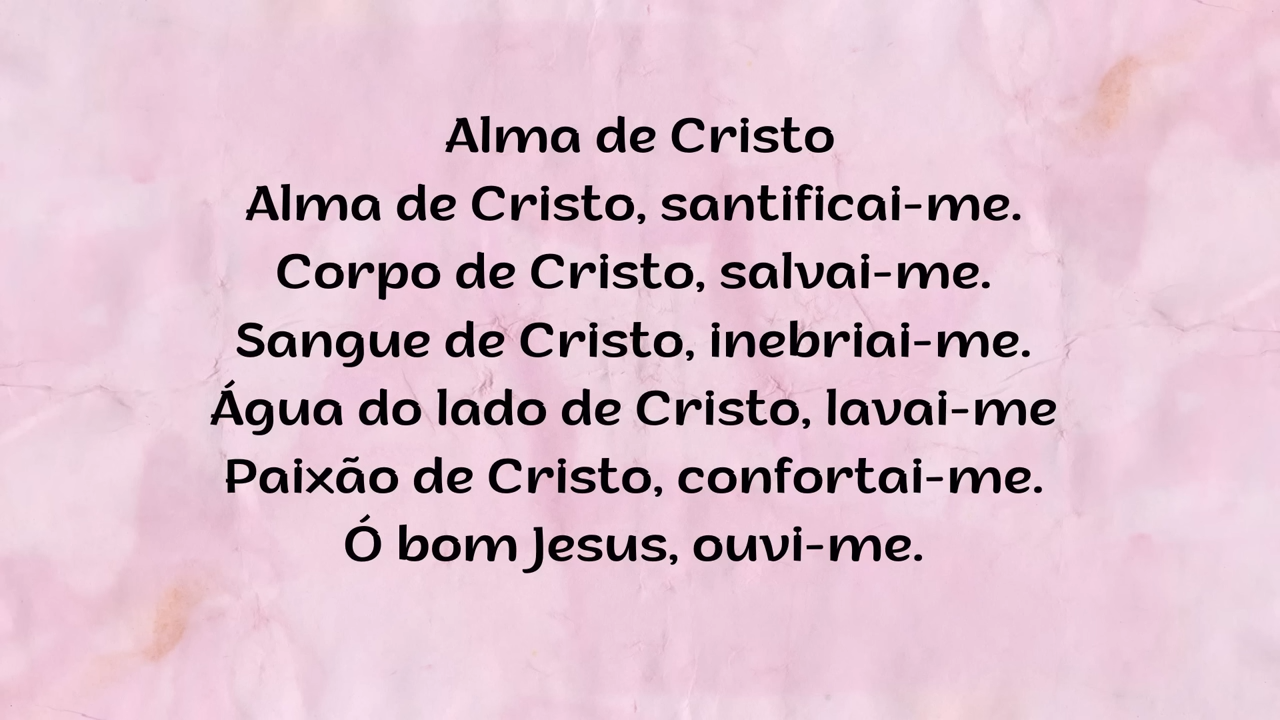 Alma de Cristo
Alma de Cristo, santificai-me.
Corpo de Cristo, salvai-me.
Sangue de Cristo, inebriai-me.
Água do lado de Cristo, lavai-me
Paixão de Cristo, confortai-me.
Ó bom Jesus, ouvi-me.